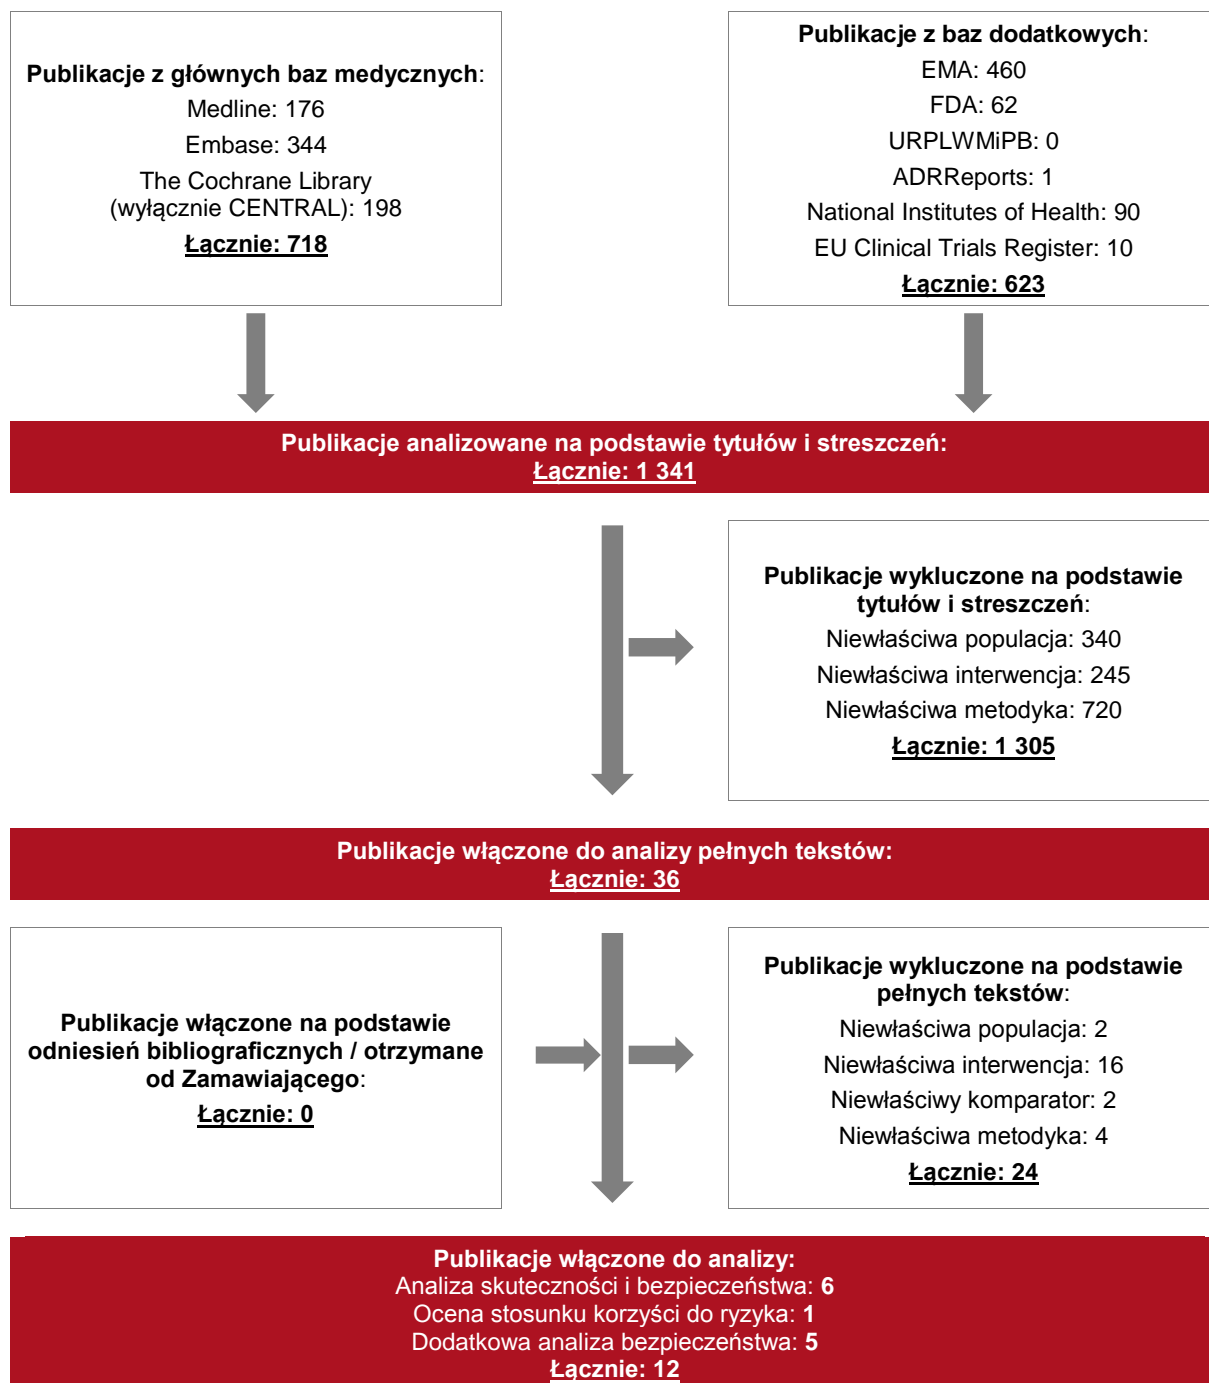 Publikacje z głównych baz medycznych:
Medline: 176
Embase: 344
The Cochrane Library
(wyłącznie CENTRAL): 198
Łącznie: 718
Publikacje z baz dodatkowych:
EMA: 460
FDA: 62
URPLWMiPB: 0
ADRReports: 1
National Institutes of Health: 90
EU Clinical Trials Register: 10
Łącznie: 623
Publikacje analizowane na podstawie tytułów i streszczeń:
Łącznie: 1 341
Publikacje wykluczone na podstawie
tytułów i streszczeń:
Niewłaściwa populacja: 340
Niewłaściwa interwencja: 245
Niewłaściwa metodyka: 720
Łącznie: 1 305
Publikacje włączone do analizy pełnych tekstów:
Łącznie: 36
Publikacje włączone na podstawie
odniesień bibliograficznych / otrzymane
od Zamawiającego:
Łącznie: 0
Publikacje wykluczone na podstawie
pełnych tekstów:
Niewłaściwa populacja: 2
Niewłaściwa interwencja: 16
Niewłaściwy komparator: 2
Niewłaściwa metodyka: 4
Łącznie: 24
Publikacje włączone do analizy:
Analiza skuteczności i bezpieczeństwa: 6
Ocena stosunku korzyści do ryzyka: 1
Dodatkowa analiza bezpieczeństwa: 5
Łącznie: 12